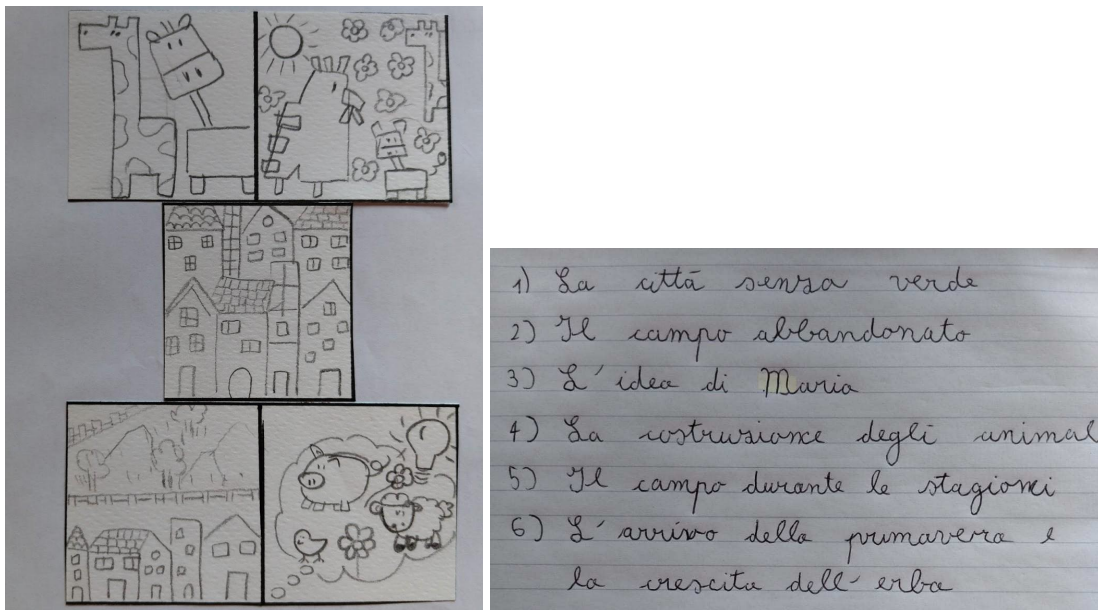 1) La città senza verde
2) Il campo abbandonato
3) L'idea di Maria
4) La costruzione degli animal
5) Il campo durante le stagioni
6) L'arrivo della primavera e
la crescita dell'erba